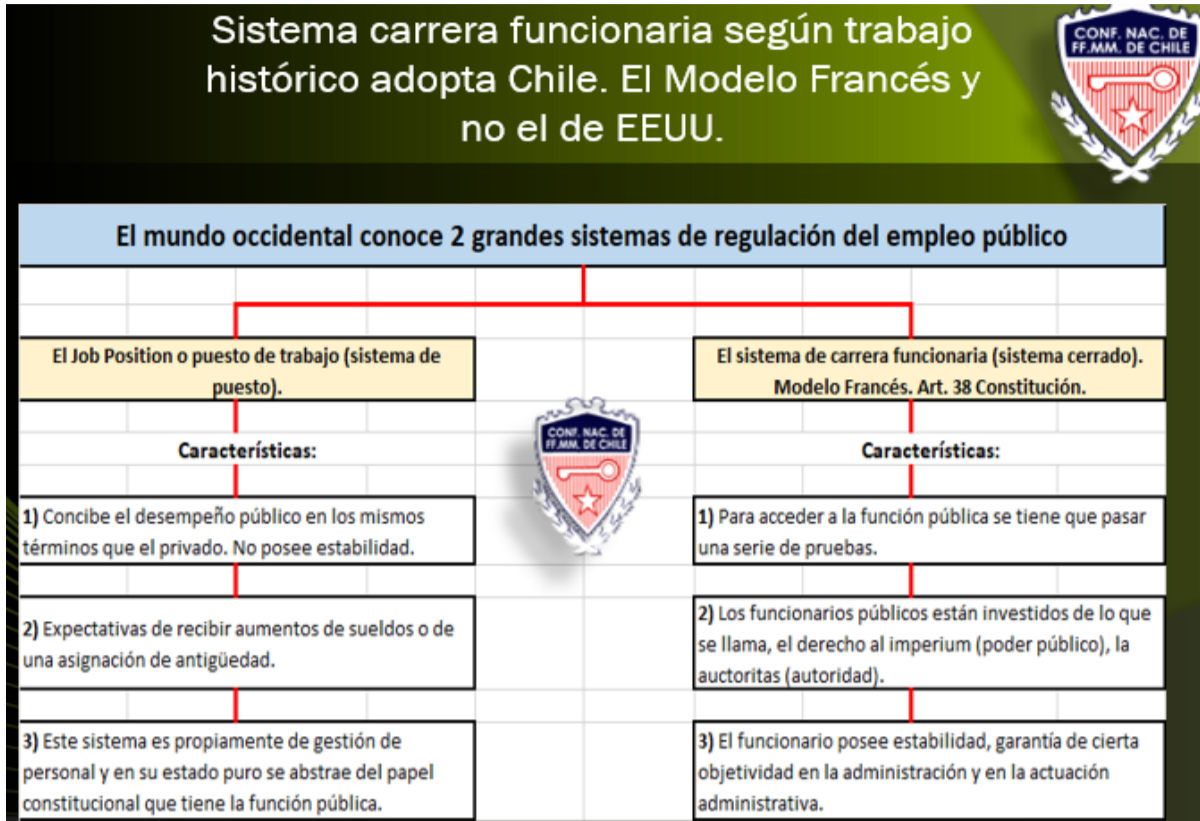 Sistema carrera funcionaria según trabajo
histórico adopta Chile. El Modelo Francés y
no el de EEUU.
CONF. NAC. DE
FF.MM. DE CHILE
El mundo occidental conoce 2 grandes sistemas de regulación del empleo público
El Job Position o puesto de trabajo (sistema de
puesto).
Características:
1) Concibe el desempeño público en los mismos
términos que el privado. No posee estabilidad.
2) Expectativas de recibir aumentos de sueldos o de
una asignación de antigüedad.
3) Este sistema es propiamente de gestión de
personal y en su estado puro se abstrae del papel
constitucional que tiene la función pública.
CONF. NAC. DE
FF.MM. DE CHILE
El sistema de carrera funcionaria (sistema cerrado).
Modelo Francés. Art. 38 Constitución.
Características:
1) Para acceder a la función pública se tiene que pasar
una serie de pruebas.
2) Los funcionarios públicos están investidos de lo que
se llama, el derecho al imperium (poder público), la
auctoritas (autoridad).
3) El funcionario posee estabilidad, garantía de cierta
objetividad en la administración y en la actuación
administrativa.